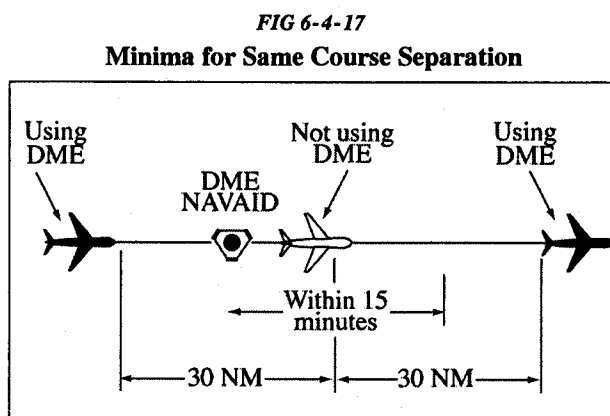 FIG 6-4-17
Minima for Same Course Separation
Using
DME
Not using
DME
Using
DME
DME
NAVAID
Within 15
minutes
30 NM
30 NM